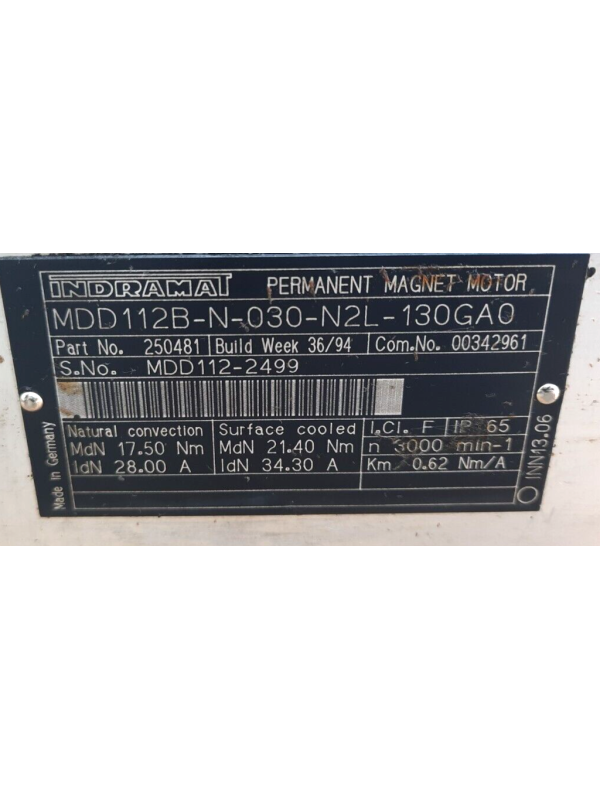 INDRAMAT PERMANENT MAGNET MOTOR
MDD112B-N-030-N2L-130GA0
Part No. 250481 Build Week 36/94 Com.No. 00342961
S.No. MDD112-2499
Natural convection Surface cooled I.Cl. F IP 65
MdN 17.50 Nm MdN 21.40 Nm n 3000 min-1
IdN 28.00 A IdN 34.30 A Km 0.62 Nm/A
Made in Germany
INN13.06